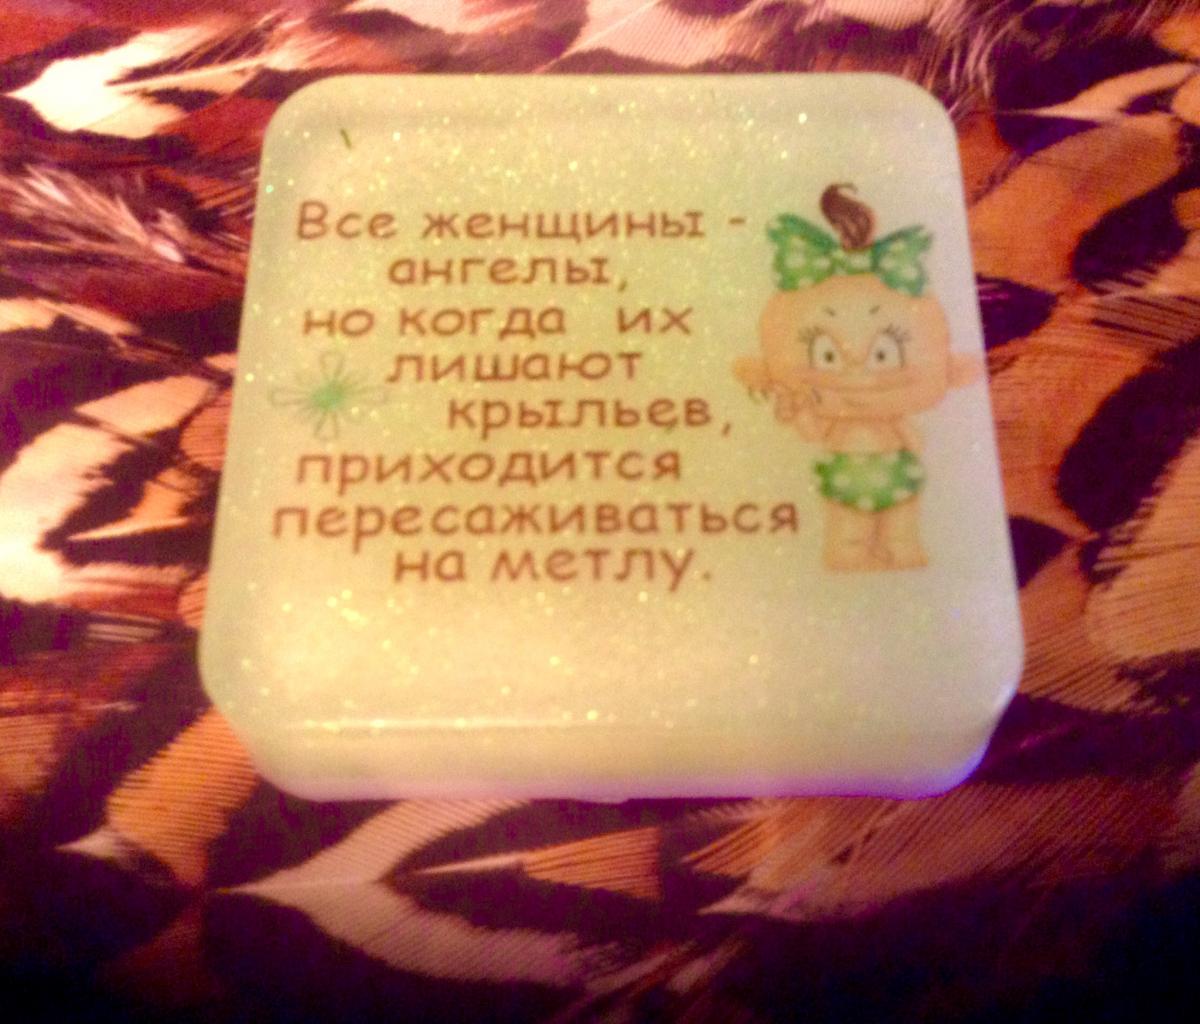 Все женщины -
ангелы,
но когда их
лишают
крыльев,
приходится
пересаживаться
на метлу.